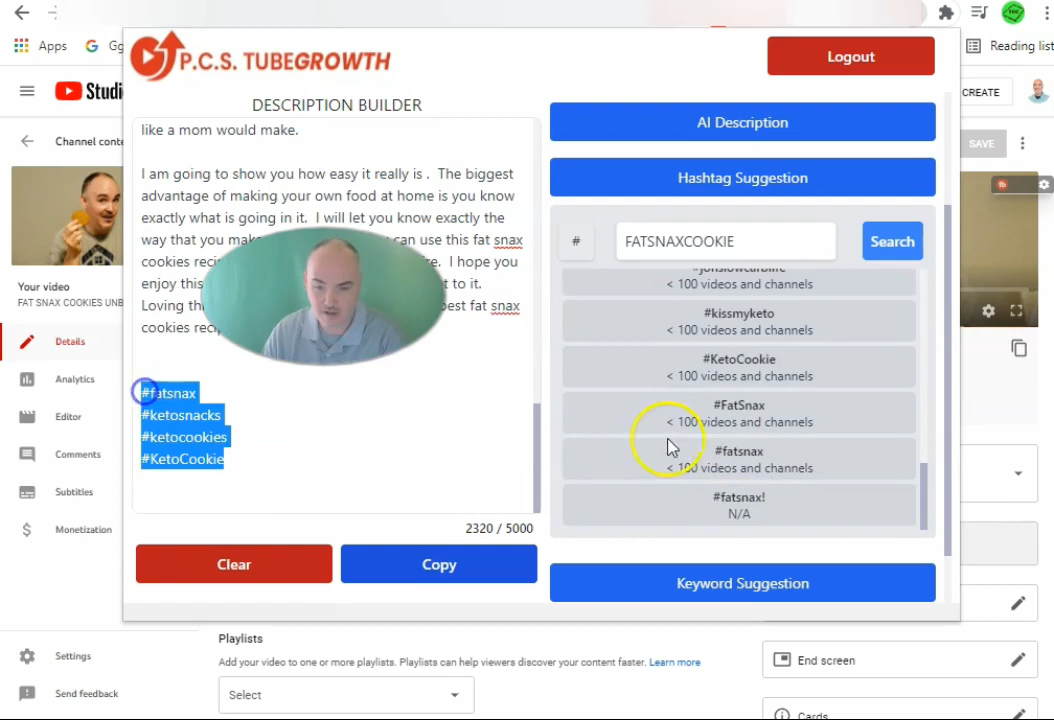 Apps
G
Reading list
Studi
CREATE
Channel conte
SAVE
Your video
FAT SNAX COOKIES UNB
Details
Analytics
Editor
Comments
Subtitles
Monetization
Settings
Send feedback
P.C.S. TUBEGROWTH
Logout
DESCRIPTION BUILDER
like a mom would make.
I am going to show you how easy it really is . The biggest
advantage of making your own food at home is you know
exactly what is going in it. I will let you know exactly the
way that you can use this fat snax
cookies I hope you
enjoy this t to it.
Loving best fat snax
cookies
#fatsnax
#ketosnacks
#ketocookies
#KetoCookie
2320 / 5000
Clear
Copy
AI Description
Hashtag Suggestion
#
FATSNAXCOOKIE
Search
#jonslowcarblife
< 100 videos and channels
#kissmyketo
< 100 videos and channels
#KetoCookie
< 100 videos and channels
#FatSnax
< 100 videos and channels
#fatsnax
< 100 videos and channels
#fatsnax!
N/A
Keyword Suggestion
Playlists
Add your video to one or more playlists. Playlists can help viewers discover your content faster. Learn more
Select
End screen
Cards